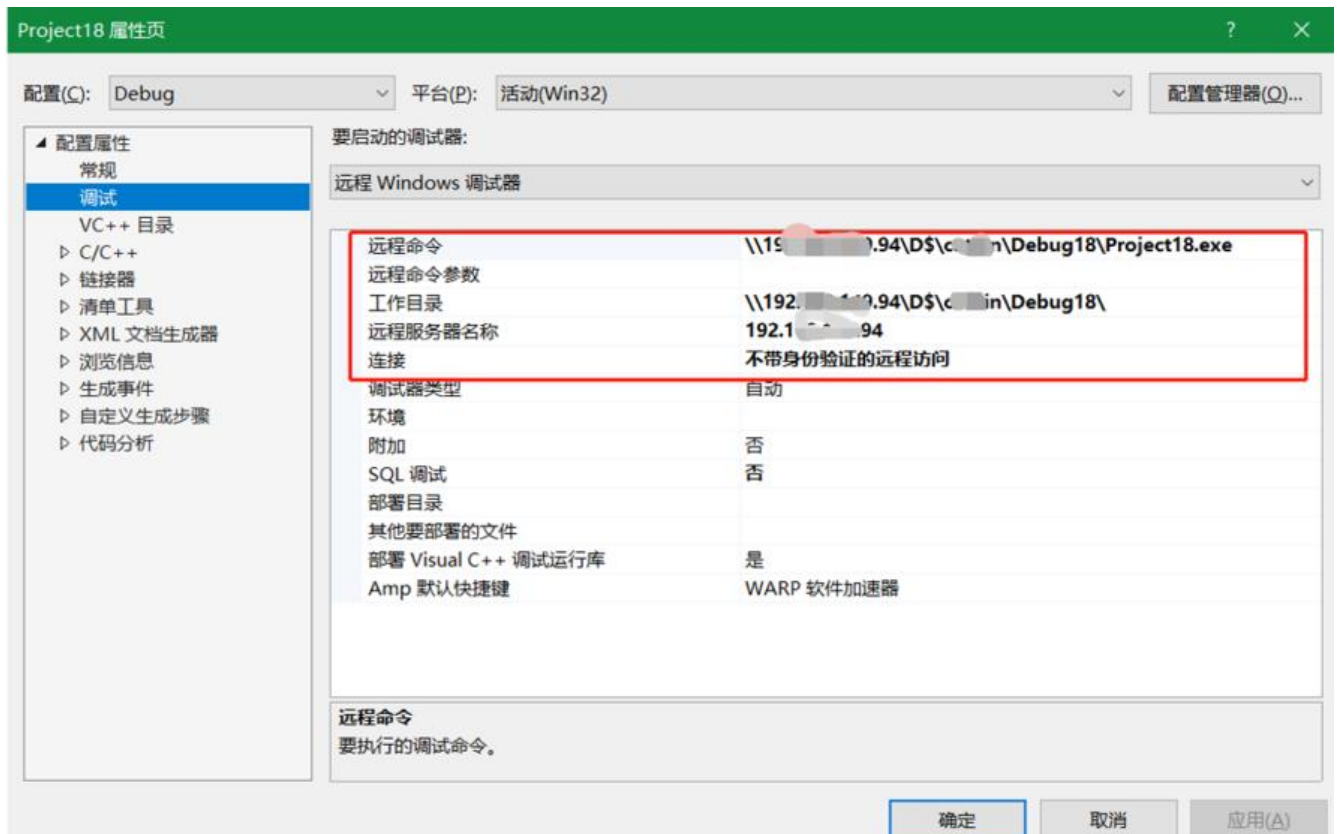 Project18 属性页
配置(C): Debug 平台(P): 活动(Win32) 配置管理器(O)...
配置属性
常规
调试
VC++ 目录
C/C++
链接器
清单工具
XML 文档生成器
浏览信息
生成事件
自定义生成步骤
代码分析
要启动的调试器:
远程 Windows 调试器
远程命令 .94\D$\ \Debug18\Project18.exe
远程命令参数
工作目录 \\192. .94\D$\ in\Debug18\
远程服务器名称 192.1 .94
连接 不带身份验证的远程访问
调试器类型 自动
环境
附加 否
SQL 调试 否
部署目录
其他要部署的文件
部署 Visual C++ 调试运行库 是
Amp 默认快捷键 WARP 软件加速器
远程命令
要执行的调试命令。
确定 取消 应用(A)